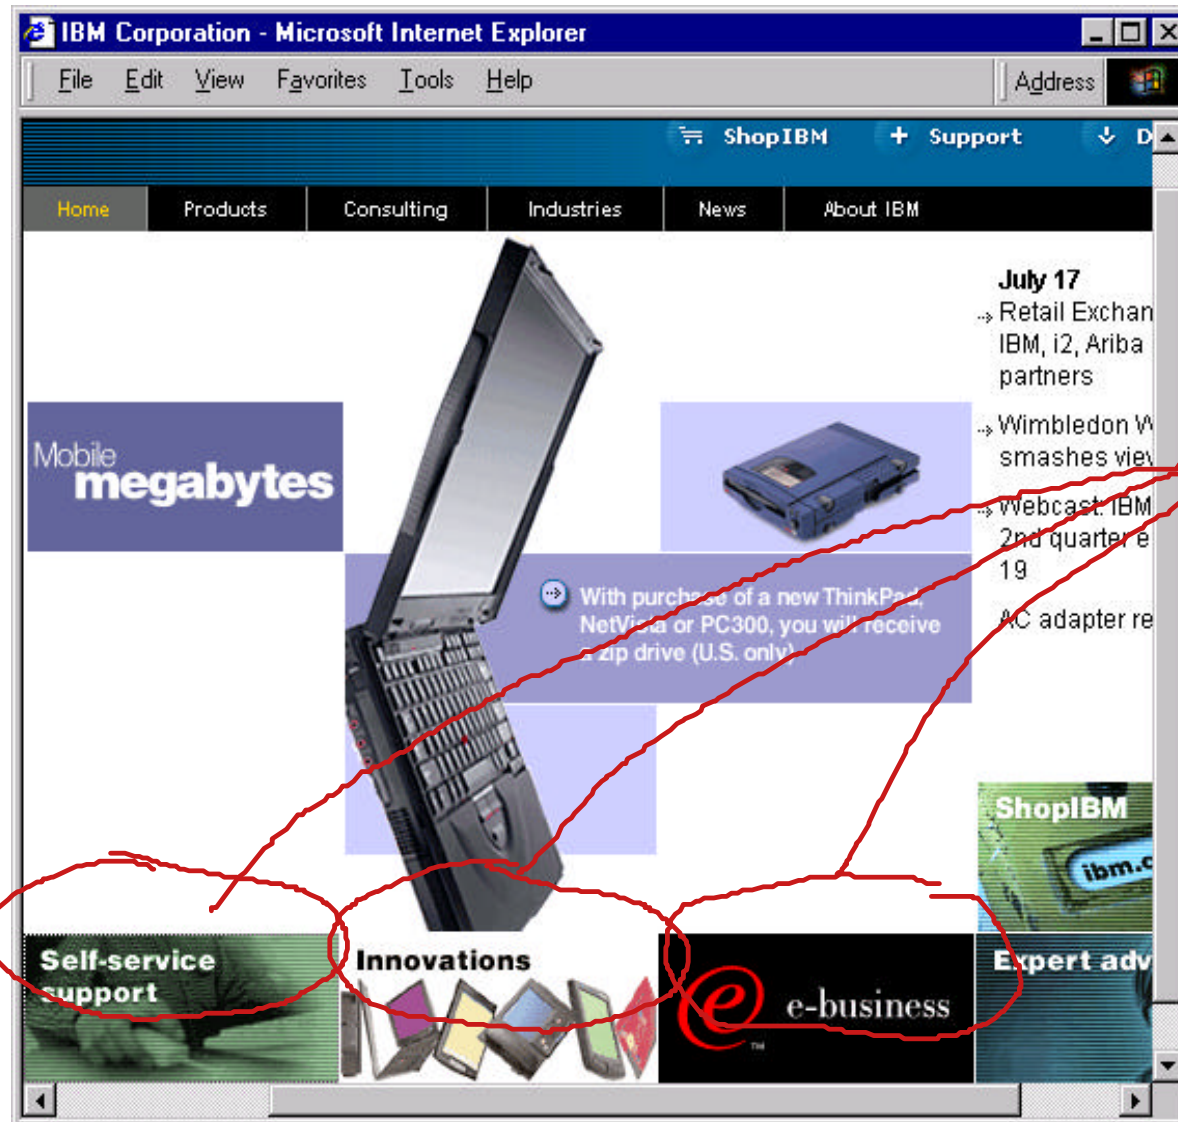 IBM Corporation - Microsoft Internet Explorer
File Edit View Favorites Tools Help Address
ShopIBM + Support D
Home Products Consulting Industries News About IBM
July 17
Retail Exchan
IBM, i2, Ariba
partners
Wimbledon W
smashes view
Webcast: IBM
2nd quarter e
19
AC adapter re
Mobile
megabytes
With purchase of a new ThinkPad,
NetVista or PC300, you will receive
a zip drive (U.S. only)
ShopIBM
ibm.c
Self-service
support
Innovations
e e-business
TM
Expert adv